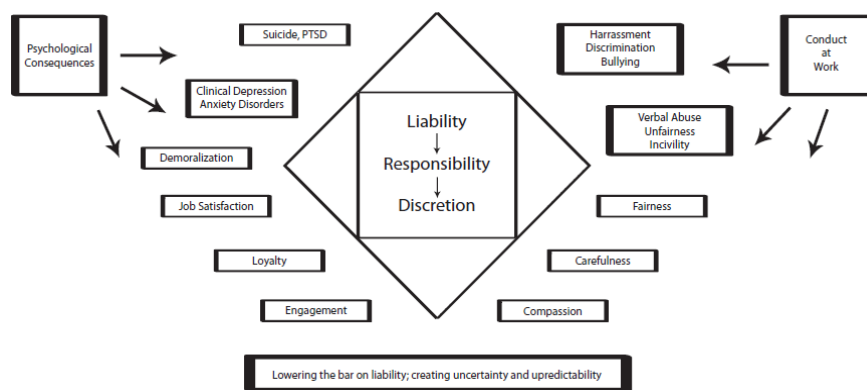 Psychological
Consequences
Suicide, PTSD
Harrassment
Discrimination
Bullying
Conduct
at
Work
Clinical Depression
Anxiety Disorders
Liability
Verbal Abuse
Unfairness
Incivility
Demoralization
Responsibility
Job Satisfaction
Discretion
Fairness
Loyalty
Carefulness
Engagement
Compassion
Lowering the bar on liability; creating uncertainty and upredictability